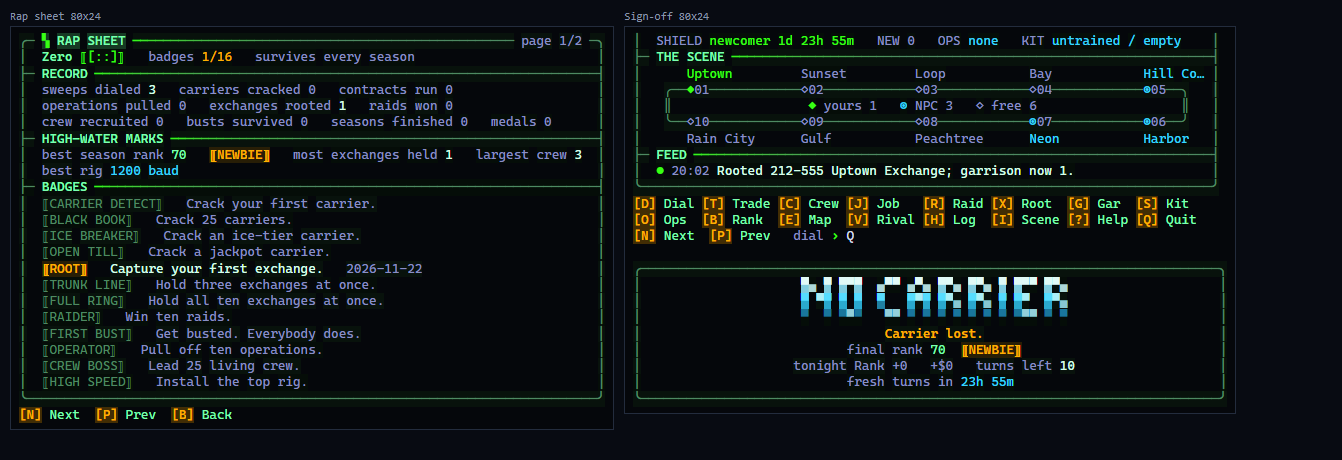 Rap sheet 80x24
RAP SHEET page 1/2
Zero ⟦[::]⟧ badges 1/16 survives every season
RECORD
sweeps dialed 3 carriers cracked 0 contracts run 0
operations pulled 0 exchanges rooted 1 raids won 0
crew recruited 0 busts survived 0 seasons finished 0 medals 0
HIGH-WATER MARKS
best season rank 70 ⟦NEWBIE⟧ most exchanges held 1 largest crew 3
best rig 1200 baud
BADGES
⟦CARRIER DETECT⟧ Crack your first carrier.
⟦BLACK BOOK⟧ Crack 25 carriers.
⟦ICE BREAKER⟧ Crack an ice-tier carrier.
⟦OPEN TILL⟧ Crack a jackpot carrier.
⟦ROOT⟧ Capture your first exchange. 2026-11-22
⟦TRUNK LINE⟧ Hold three exchanges at once.
⟦FULL RING⟧ Hold all ten exchanges at once.
⟦RAIDER⟧ Win ten raids.
⟦FIRST BUST⟧ Get busted. Everybody does.
⟦OPERATOR⟧ Pull off ten operations.
⟦CREW BOSS⟧ Lead 25 living crew.
⟦HIGH SPEED⟧ Install the top rig.
[N] Next [P] Prev [B] Back
Sign-off 80x24
SHIELD newcomer 1d 23h 55m NEW 0 OPS none KIT untrained / empty
THE SCENE
Uptown Sunset Loop Bay Hill Co…
◆01 ◇02 ◇03 ◇04 ⊛05
◆ yours 1 ⊛ NPC 3 ◇ free 6
◇10 ◇09 ◇08 ⊛07 ⊛06
Rain City Gulf Peachtree Neon Harbor
FEED
● 20:02 Rooted 212-555 Uptown Exchange; garrison now 1.
[D] Dial [T] Trade [C] Crew [J] Job [R] Raid [X] Root [G] Gar [S] Kit
[O] Ops [B] Rank [E] Map [V] Rival [H] Log [I] Scene [?] Help [Q] Quit
[N] Next [P] Prev dial › Q
NO CARRIER
Carrier lost.
final rank 70 ⟦NEWBIE⟧
tonight Rank +0 +$0 turns left 10
fresh turns in 23h 55m